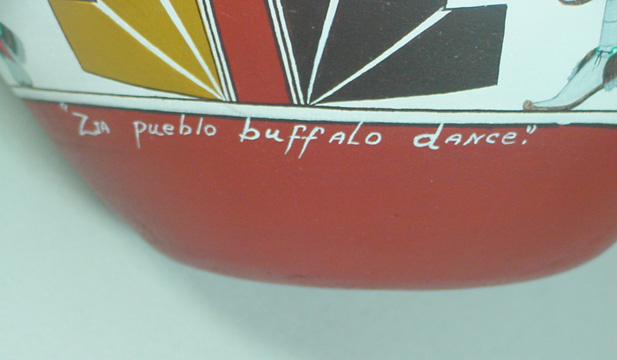 "ZIA pueblo buffALO dANce."